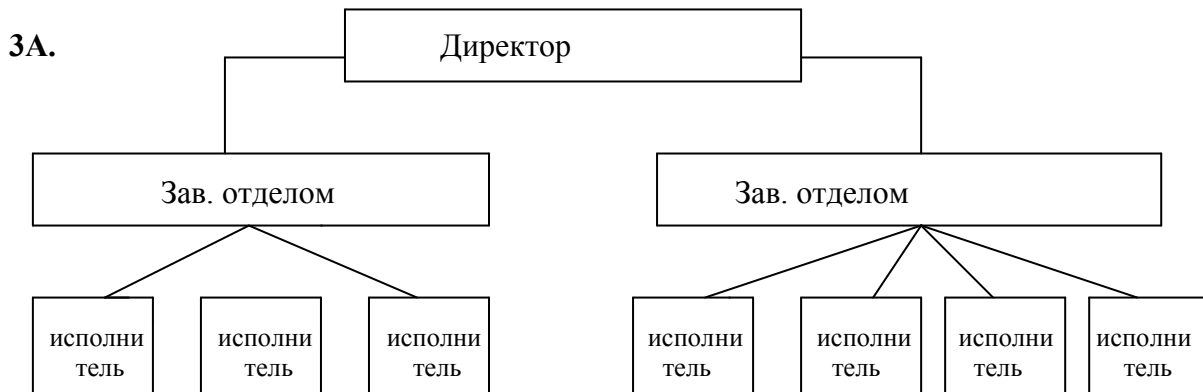 3А.
Директор
Зав. отделом
Зав. отделом
исполни
тель
исполни
тель
исполни
тель
исполни
тель
исполни
тель
исполни
тель
исполни
тель